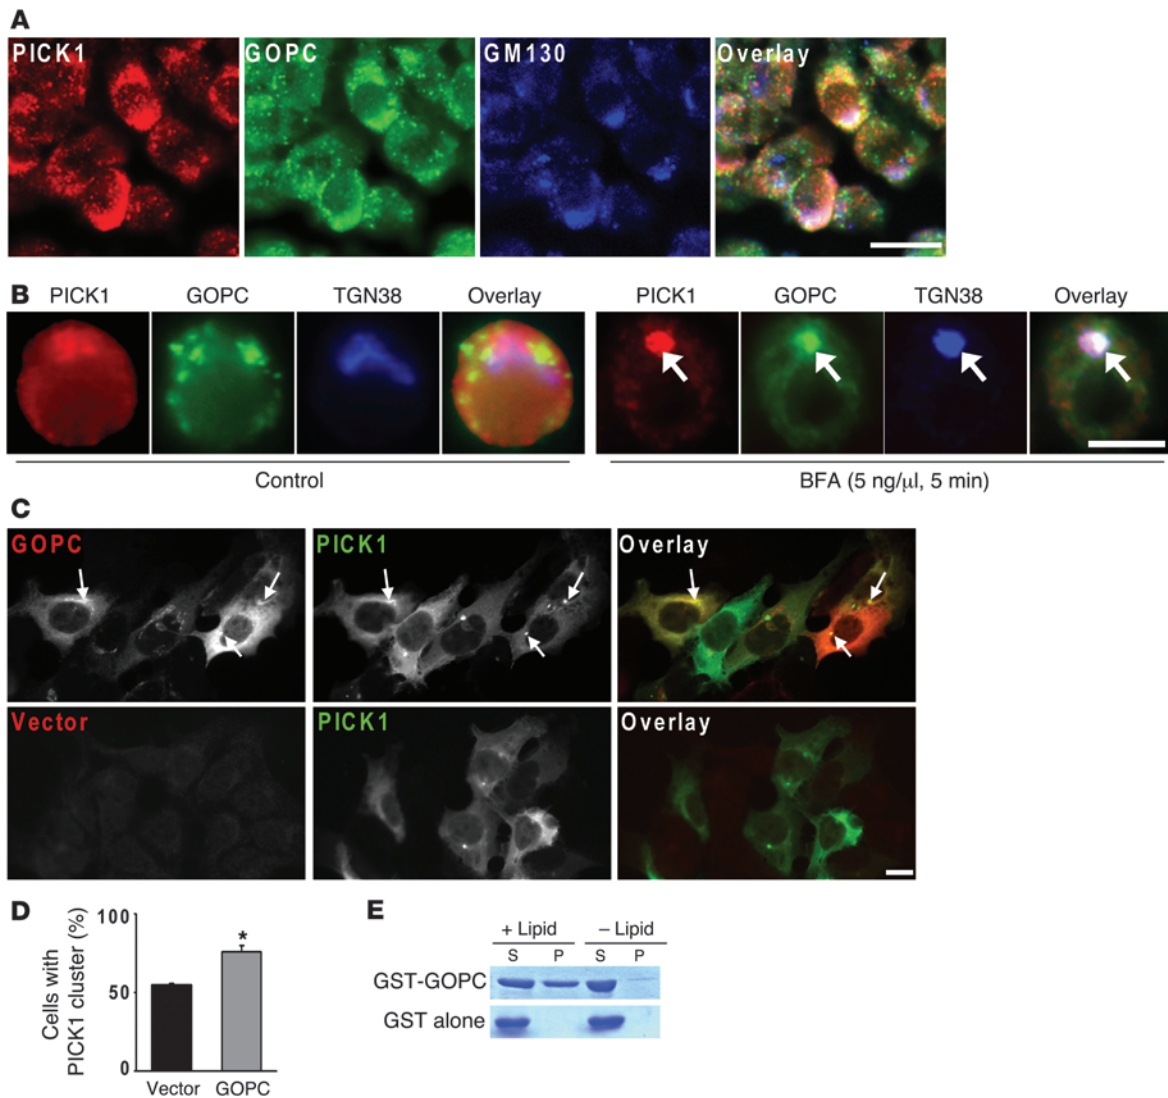 A
PICK1 GOPC GM130 Overlay
B
PICK1 GOPC TGN38 Overlay PICK1 GOPC TGN38 Overlay
Control BFA (5 ng/μl, 5 min)
C
GOPC PICK1 Overlay
Vector PICK1 Overlay
D
Cells with
PICK1 cluster (%)
100
50
0
*
Vector GOPC
E
+ Lipid – Lipid
S P S P
GST-GOPC
GST alone